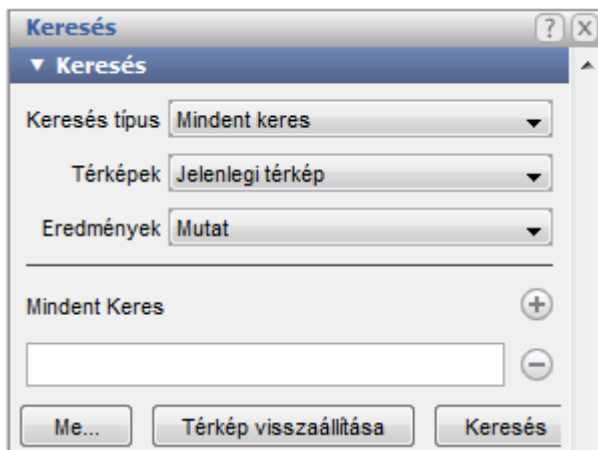 Keresés
Keresés
Keresés típus Mindent keres
Térképek Jelenlegi térkép
Eredmények Mutat
Mindent Keres
Me... Térkép visszaállítása Keresés